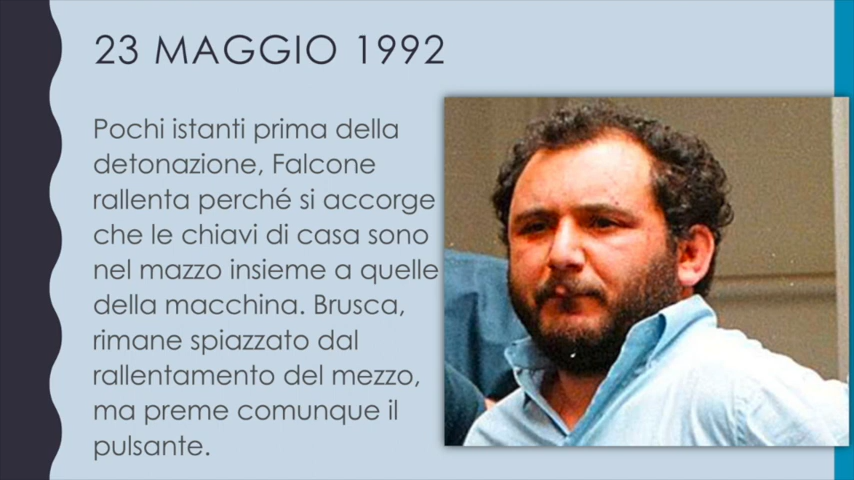 23 MAGGIO 1992
Pochi istanti prima della
detonazione, Falcone
rallenta perché si accorge
che le chiavi di casa sono
nel mazzo insieme a quelle
della macchina. Brusca,
rimane spiazzato dal
rallentamento del mezzo,
ma preme comunque il
pulsante.